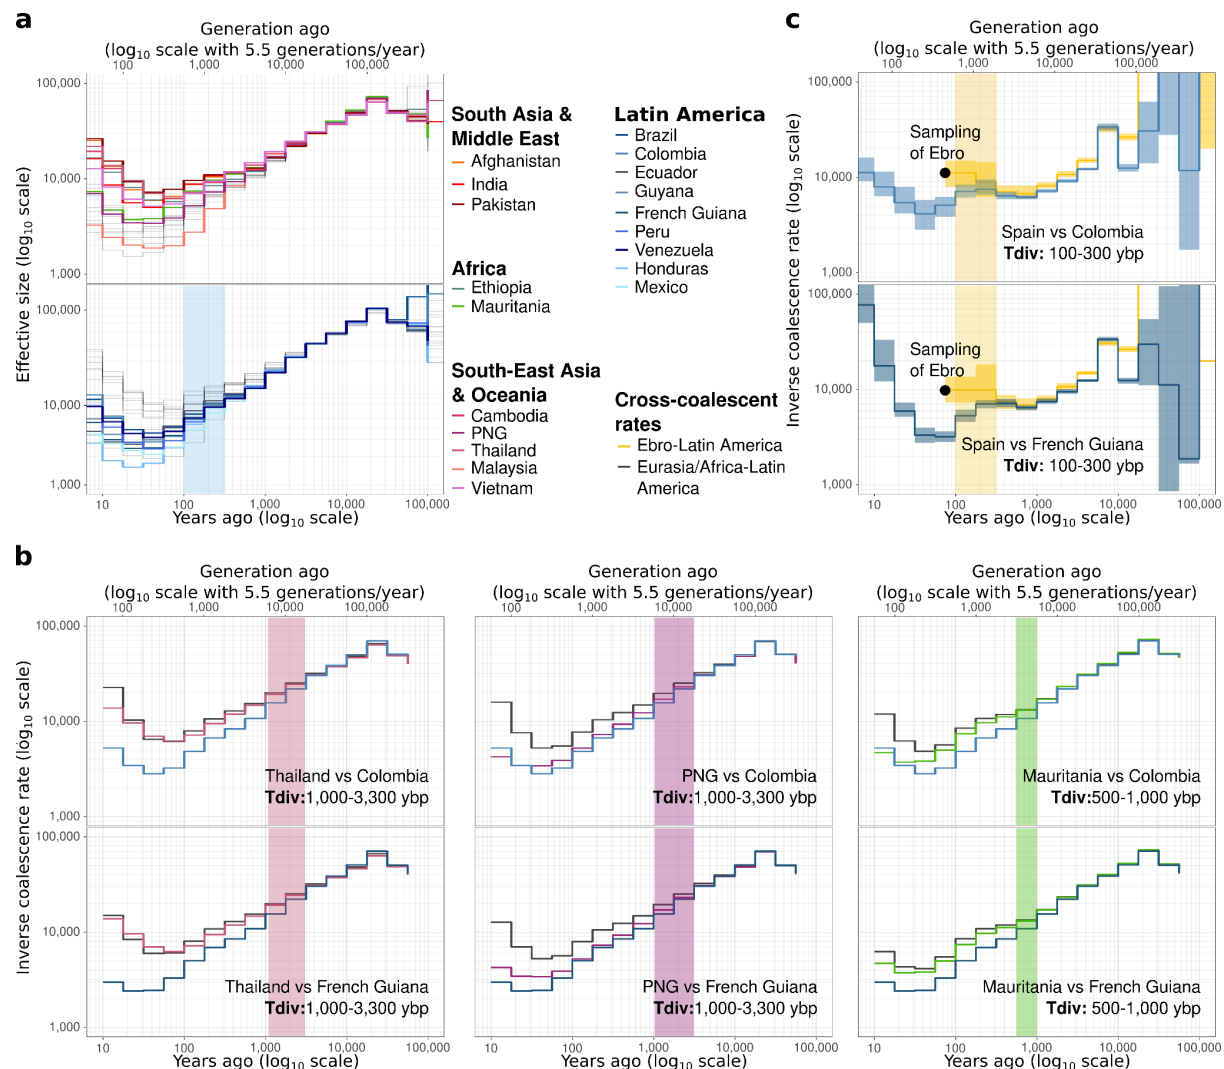 a
Generation ago
(log10 scale with 5.5 generations/year)
100 1,000 10,000 100,000
100,000
10,000
1,000
100,000
10,000
1,000
Effective size (log10 scale)
10 100 1,000 10,000 100,000
Years ago (log10 scale)
South Asia &
Middle East
Afghanistan
India
Pakistan
Africa
Ethiopia
Mauritania
South-East Asia
& Oceania
Cambodia
PNG
Thailand
Malaysia
Vietnam
Latin America
Brazil
Colombia
Ecuador
Guyana
French Guiana
Peru
Venezuela
Honduras
Mexico
Cross-coalescent
rates
Ebro-Latin America
Eurasia/Africa-Latin
America
c
Generation ago
(log10 scale with 5.5 generations/year)
100 1,000 10,000 100,000
100,000
10,000
1,000
Sampling
of Ebro
Spain vs Colombia
Tdiv: 100-300 ybp
100,000
10,000
1,000
Sampling
of Ebro
Spain vs French Guiana
Tdiv: 100-300 ybp
Inverse coalescence rate (log10 scale)
10 100 1,000 10,000 100,000
Years ago (log10 scale)
b
Generation ago
(log10 scale with 5.5 generations/year)
100 1,000 10,000 100,000
100,000
10,000
1,000
Thailand vs Colombia
Tdiv:1,000-3,300 ybp
100,000
10,000
1,000
Thailand vs French Guiana
Tdiv:1,000-3,300 ybp
Inverse coalescence rate (log10 scale)
10 100 1,000 10,000 100,000
Years ago (log10 scale)
Generation ago
(log10 scale with 5.5 generations/year)
100 1,000 10,000 100,000
PNG vs Colombia
Tdiv:1,000-3,300 ybp
PNG vs French Guiana
Tdiv:1,000-3,300 ybp
10 100 1,000 10,000 100,000
Years ago (log10 scale)
Generation ago
(log10 scale with 5.5 generations/year)
100 1,000 10,000 100,000
Mauritania vs Colombia
Tdiv:500-1,000 ybp
Mauritania vs French Guiana
Tdiv: 500-1,000 ybp
10 100 1,000 10,000 100,000
Years ago (log10 scale)